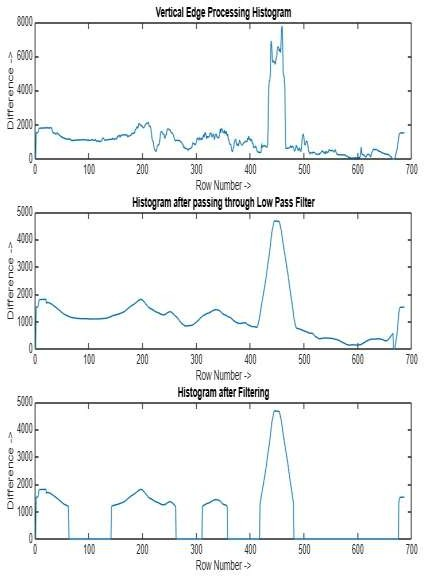 Vertical Edge Processing Histogram
8000
6000
4000
2000
0
Difference -->
0 100 200 300 400 500 600 700
Row Number ->
Histogram after passing through Low Pass Filter
5000
4000
3000
2000
1000
0
Difference -->
0 100 200 300 400 500 600 700
Row Number ->
Histogram after Filtering
5000
4000
3000
2000
1000
0
Difference -->
0 100 200 300 400 500 600 700
Row Number ->